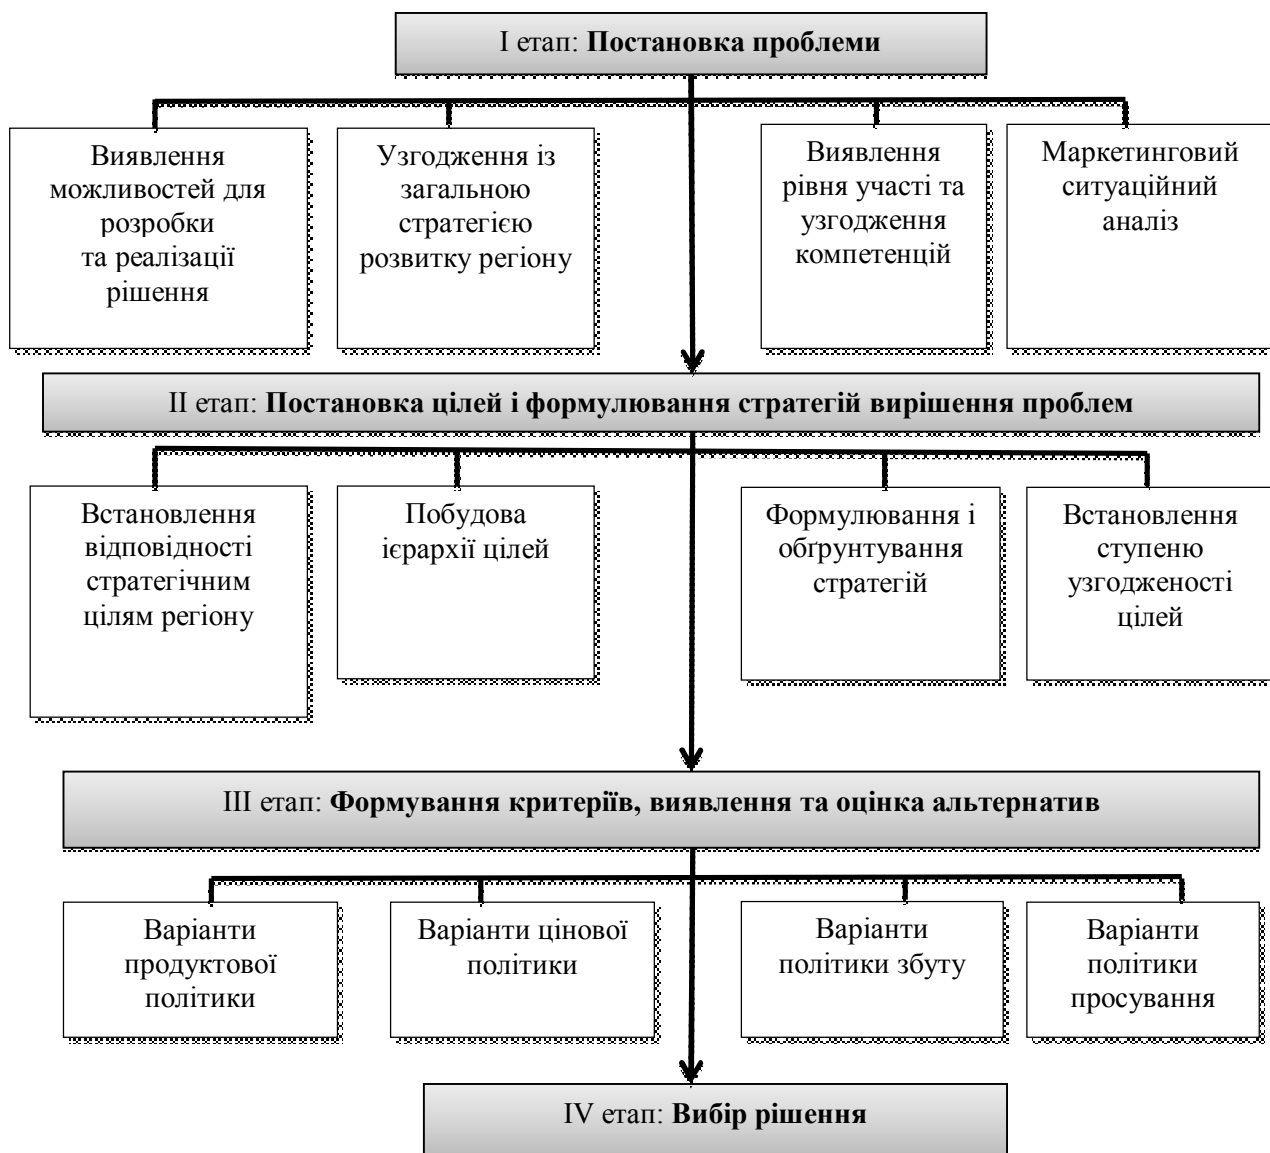 I етап: Постановка проблеми
Виявлення
можливостей для
розробки
та реалізації
рішення
Узгодження із
загальною
стратегією
розвитку регіону
Виявлення
рівня участі та
узгодження
компетенцій
Маркетинговий
ситуаційний
аналіз
II етап: Постановка цілей і формулювання стратегій вирішення проблем
Встановлення
відповідності
стратегічним
цілям регіону
Побудова
ієрархії цілей
Формулювання і
обґрунтування
стратегій
Встановлення
ступеню
узгодженості
цілей
III етап: Формування критеріїв, виявлення та оцінка альтернатив
Варіанти
продуктової
політики
Варіанти цінової
політики
Варіанти
політики збуту
Варіанти
політики
просування
IV етап: Вибір рішення